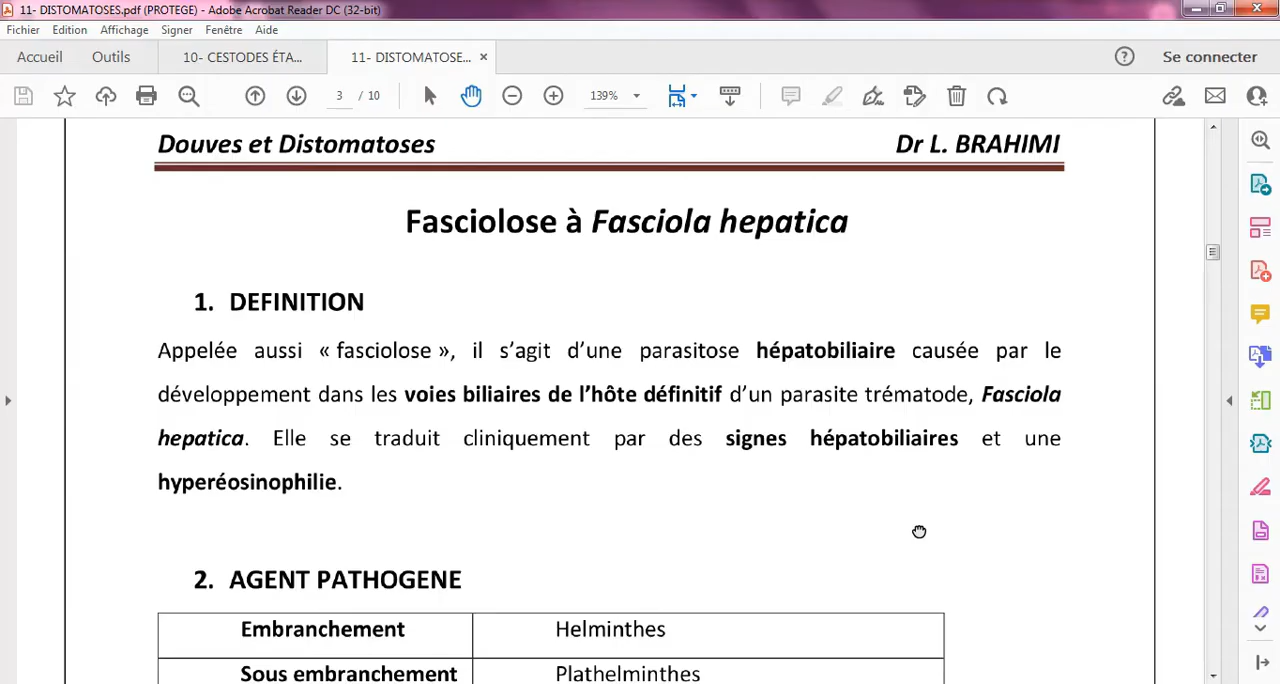 11- DISTOMATOSES.pdf (PROTEGE) - Adobe Acrobat Reader DC (32-bit)
Fichier Edition Affichage Signer Fenêtre Aide
Accueil Outils 10- CESTODES ÉTA... 11- DISTOMATOSE... × ? Se connecter
3 / 10 139%
Douves et Distomatoses Dr L. BRAHIMI
Fasciolose à Fasciola hepatica
1. DEFINITION
Appelée aussi « fasciolose », il s’agit d’une parasitose hépatobiliaire causée par le
développement dans les voies biliaires de l’hôte définitif d’un parasite trématode, Fasciola
hepatica. Elle se traduit cliniquement par des signes hépatobiliaires et une
hyperéosinophilie.
2. AGENT PATHOGENE
Embranchement Helminthes
Sous embranchement Plathelminthes